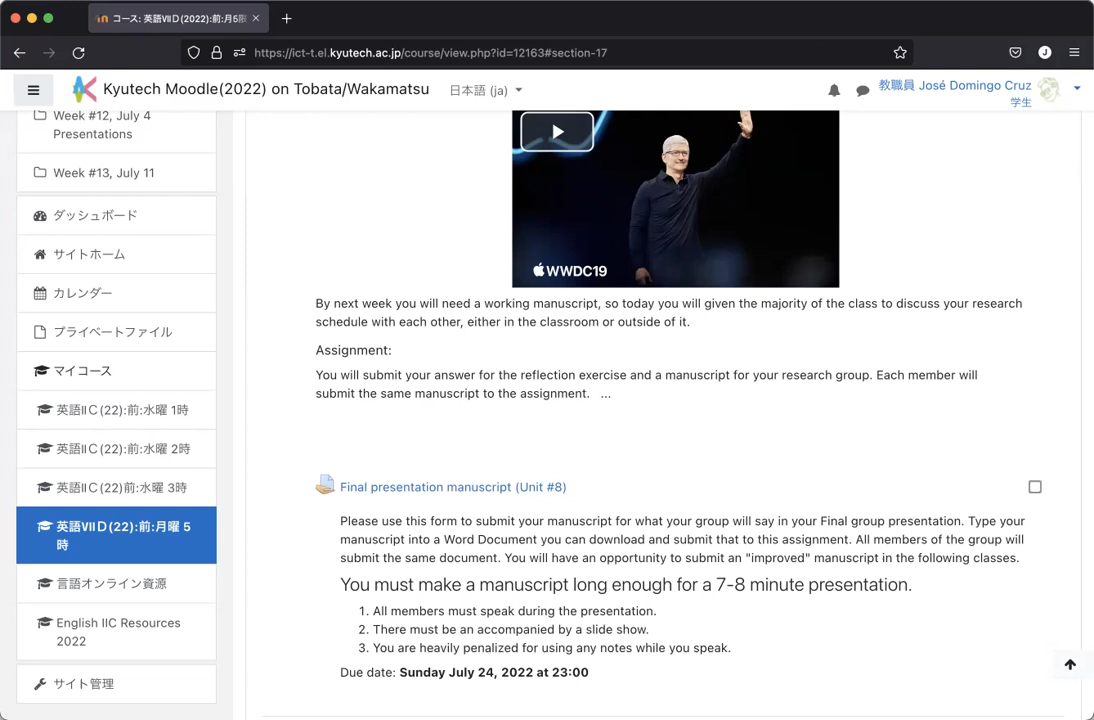 コース: 英語VIID(2022):前:月5限
https://ict-t.el.kyutech.ac.jp/course/view.php?id=12163#section-17
J
Kyutech Moodle(2022) on Tobata/Wakamatsu
日本語 (ja)
教職員 José Domingo Cruz
学生
Week #12, July 4
Presentations
Week #13, July 11
ダッシュボード
サイトホーム
カレンダー
プライベートファイル
マイコース
英語IIＣ(22):前:水曜 1時
英語IIＣ(22):前:水曜 2時
英語IIＣ(22)前:水曜 3時
英語VIIＤ(22):前:月曜 5
時
言語オンライン資源
English IIC Resources
2022
サイト管理
WWDC19
By next week you will need a working manuscript, so today you will given the majority of the class to discuss your research
schedule with each other, either in the classroom or outside of it.
Assignment:
You will submit your answer for the reflection exercise and a manuscript for your research group. Each member will
submit the same manuscript to the assignment. ...
Final presentation manuscript (Unit #8)
Please use this form to submit your manuscript for what your group will say in your Final group presentation. Type your
manuscript into a Word Document you can download and submit that to this assignment. All members of the group will
submit the same document. You will have an opportunity to submit an "improved" manuscript in the following classes.
You must make a manuscript long enough for a 7-8 minute presentation.
1. All members must speak during the presentation.
2. There must be an accompanied by a slide show.
3. You are heavily penalized for using any notes while you speak.
Due date: Sunday July 24, 2022 at 23:00